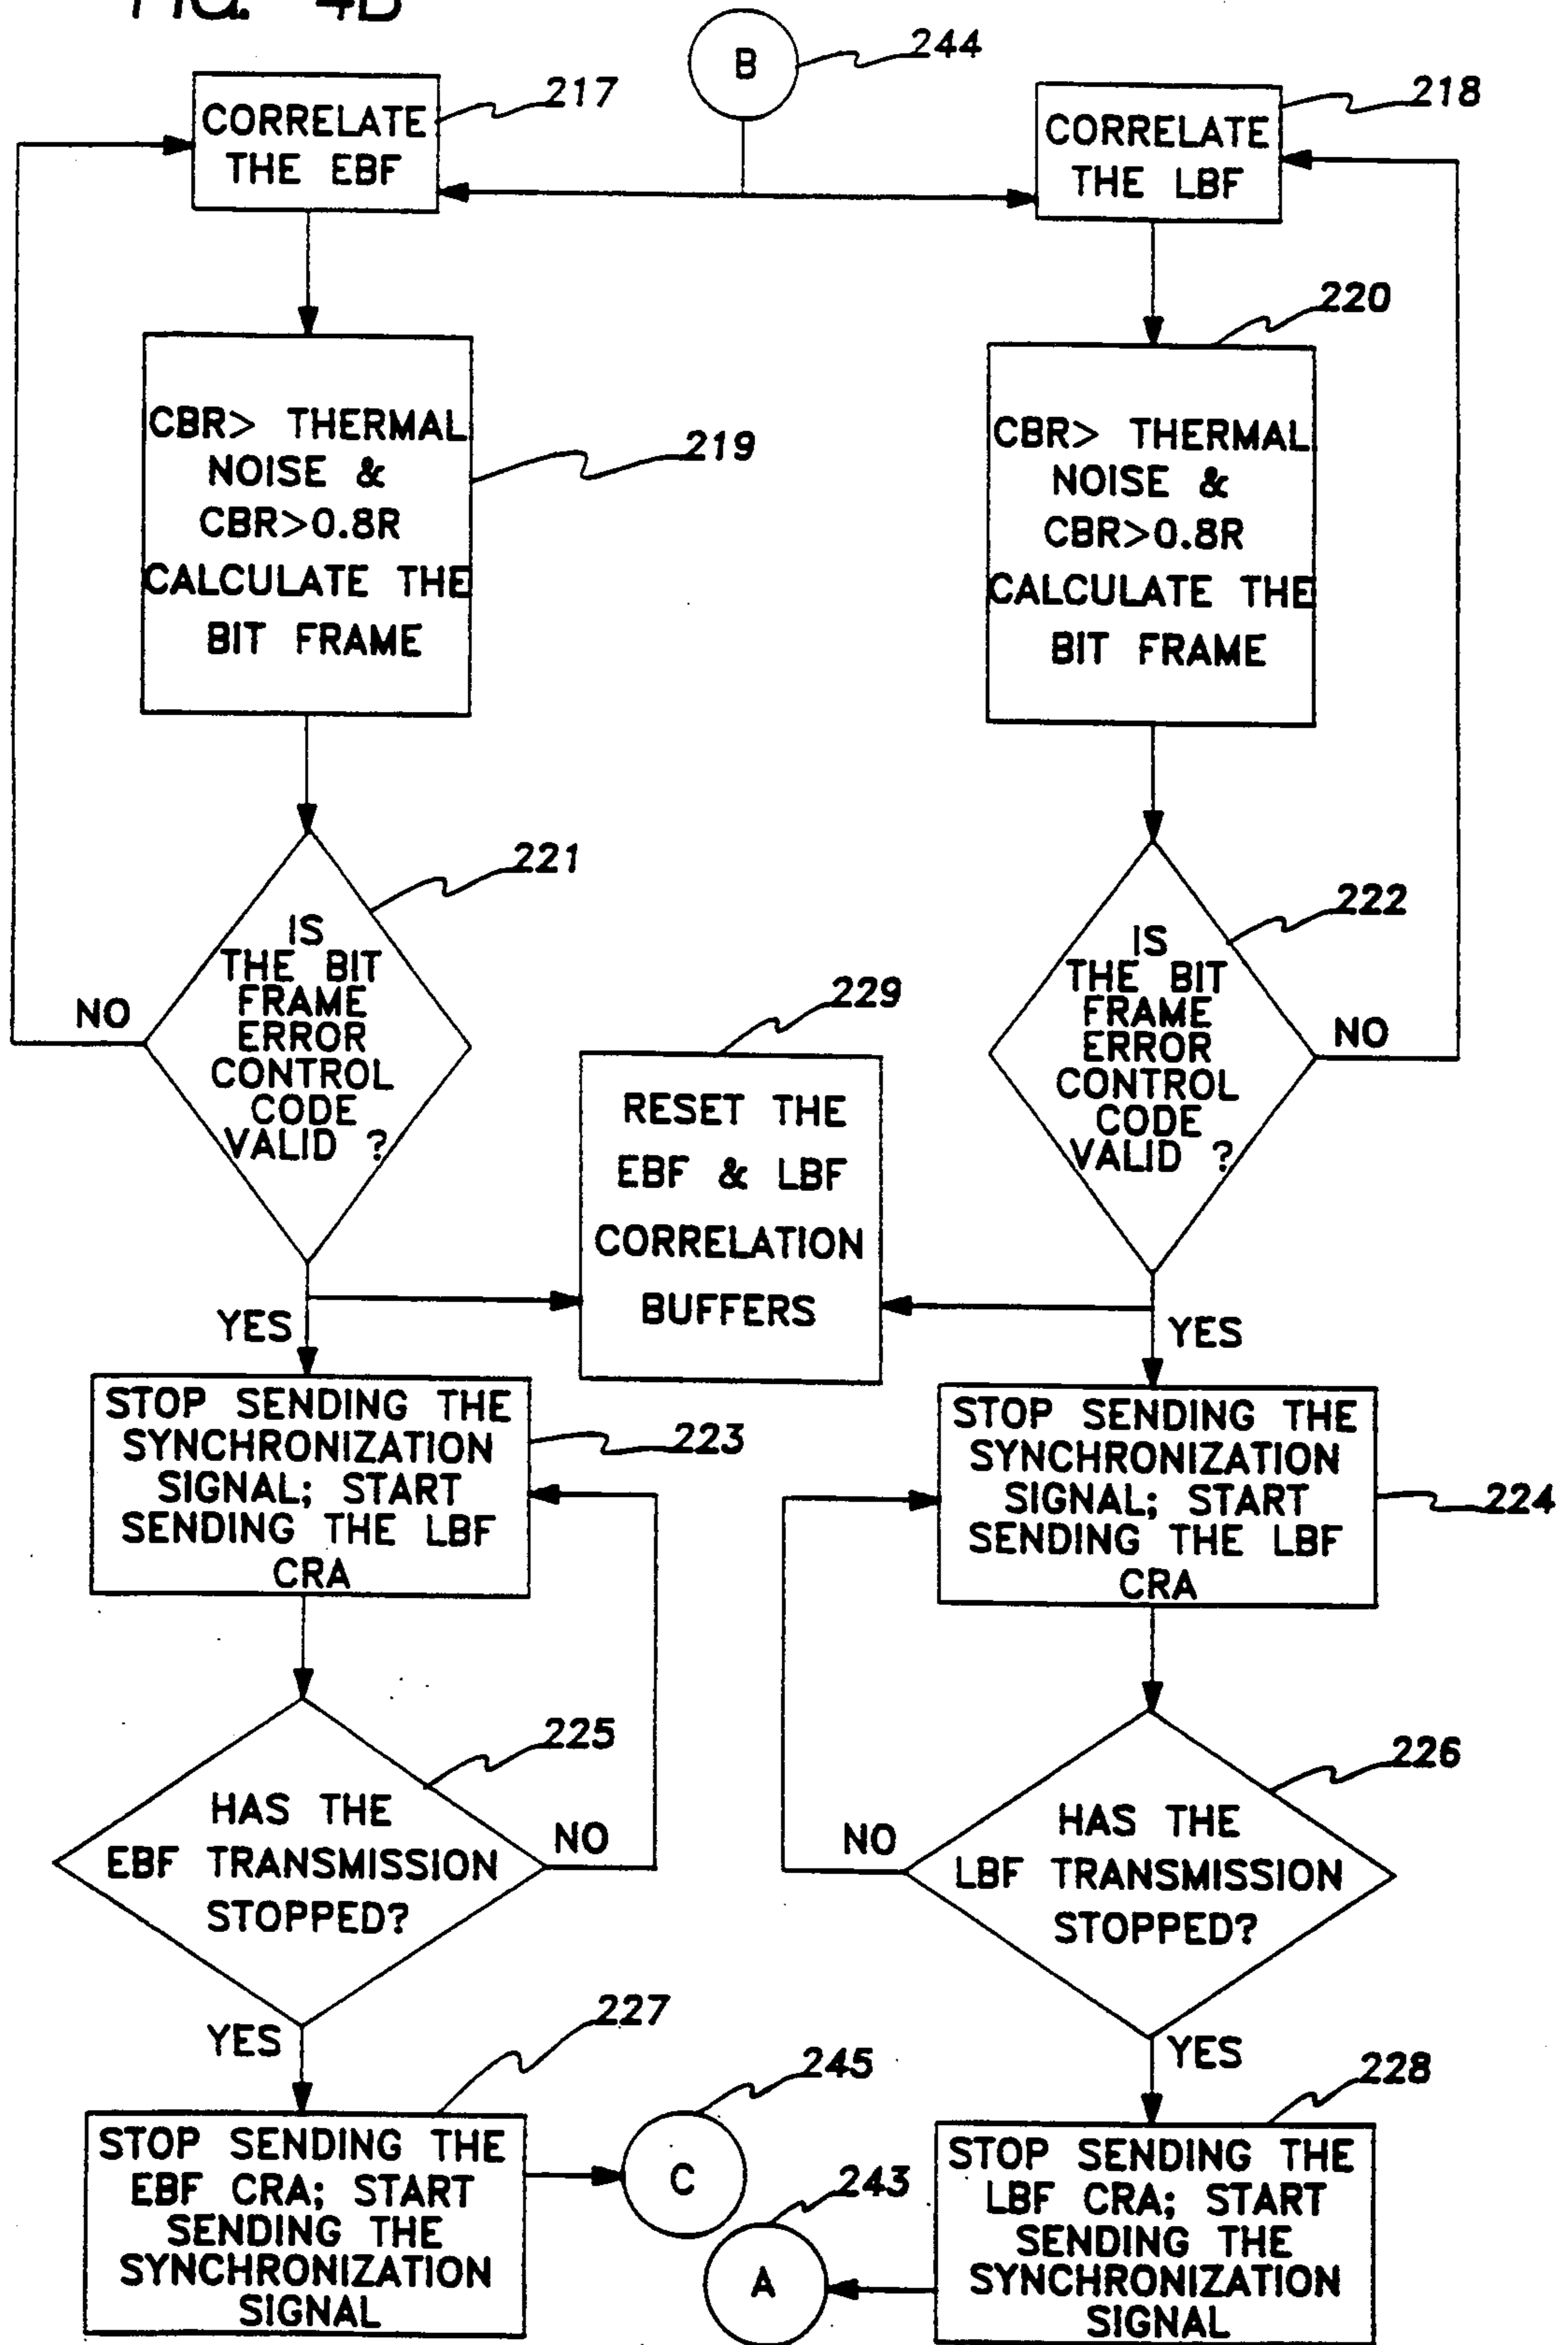 FIG. 4B
B
244
217
CORRELATE
THE EBF
218
CORRELATE
THE LBF
219
CBR> THERMAL
NOISE &
CBR>0.8R
CALCULATE THE
BIT FRAME
220
CBR> THERMAL
NOISE &
CBR>0.8R
CALCULATE THE
BIT FRAME
221
IS
THE BIT
FRAME
ERROR
CONTROL
CODE
VALID ?
NO
222
IS
THE BIT
FRAME
ERROR
CONTROL
CODE
VALID ?
NO
229
RESET THE
EBF & LBF
CORRELATION
BUFFERS
YES
YES
STOP SENDING THE
SYNCHRONIZATION
SIGNAL; START
SENDING THE LBF
CRA
223
STOP SENDING THE
SYNCHRONIZATION
SIGNAL; START
SENDING THE LBF
CRA
224
225
HAS THE
EBF TRANSMISSION
STOPPED?
NO
226
HAS THE
LBF TRANSMISSION
STOPPED?
NO
YES
YES
227
STOP SENDING THE
EBF CRA; START
SENDING THE
SYNCHRONIZATION
SIGNAL
245
C
243
A
228
STOP SENDING THE
LBF CRA; START
SENDING THE
SYNCHRONIZATION
SIGNAL